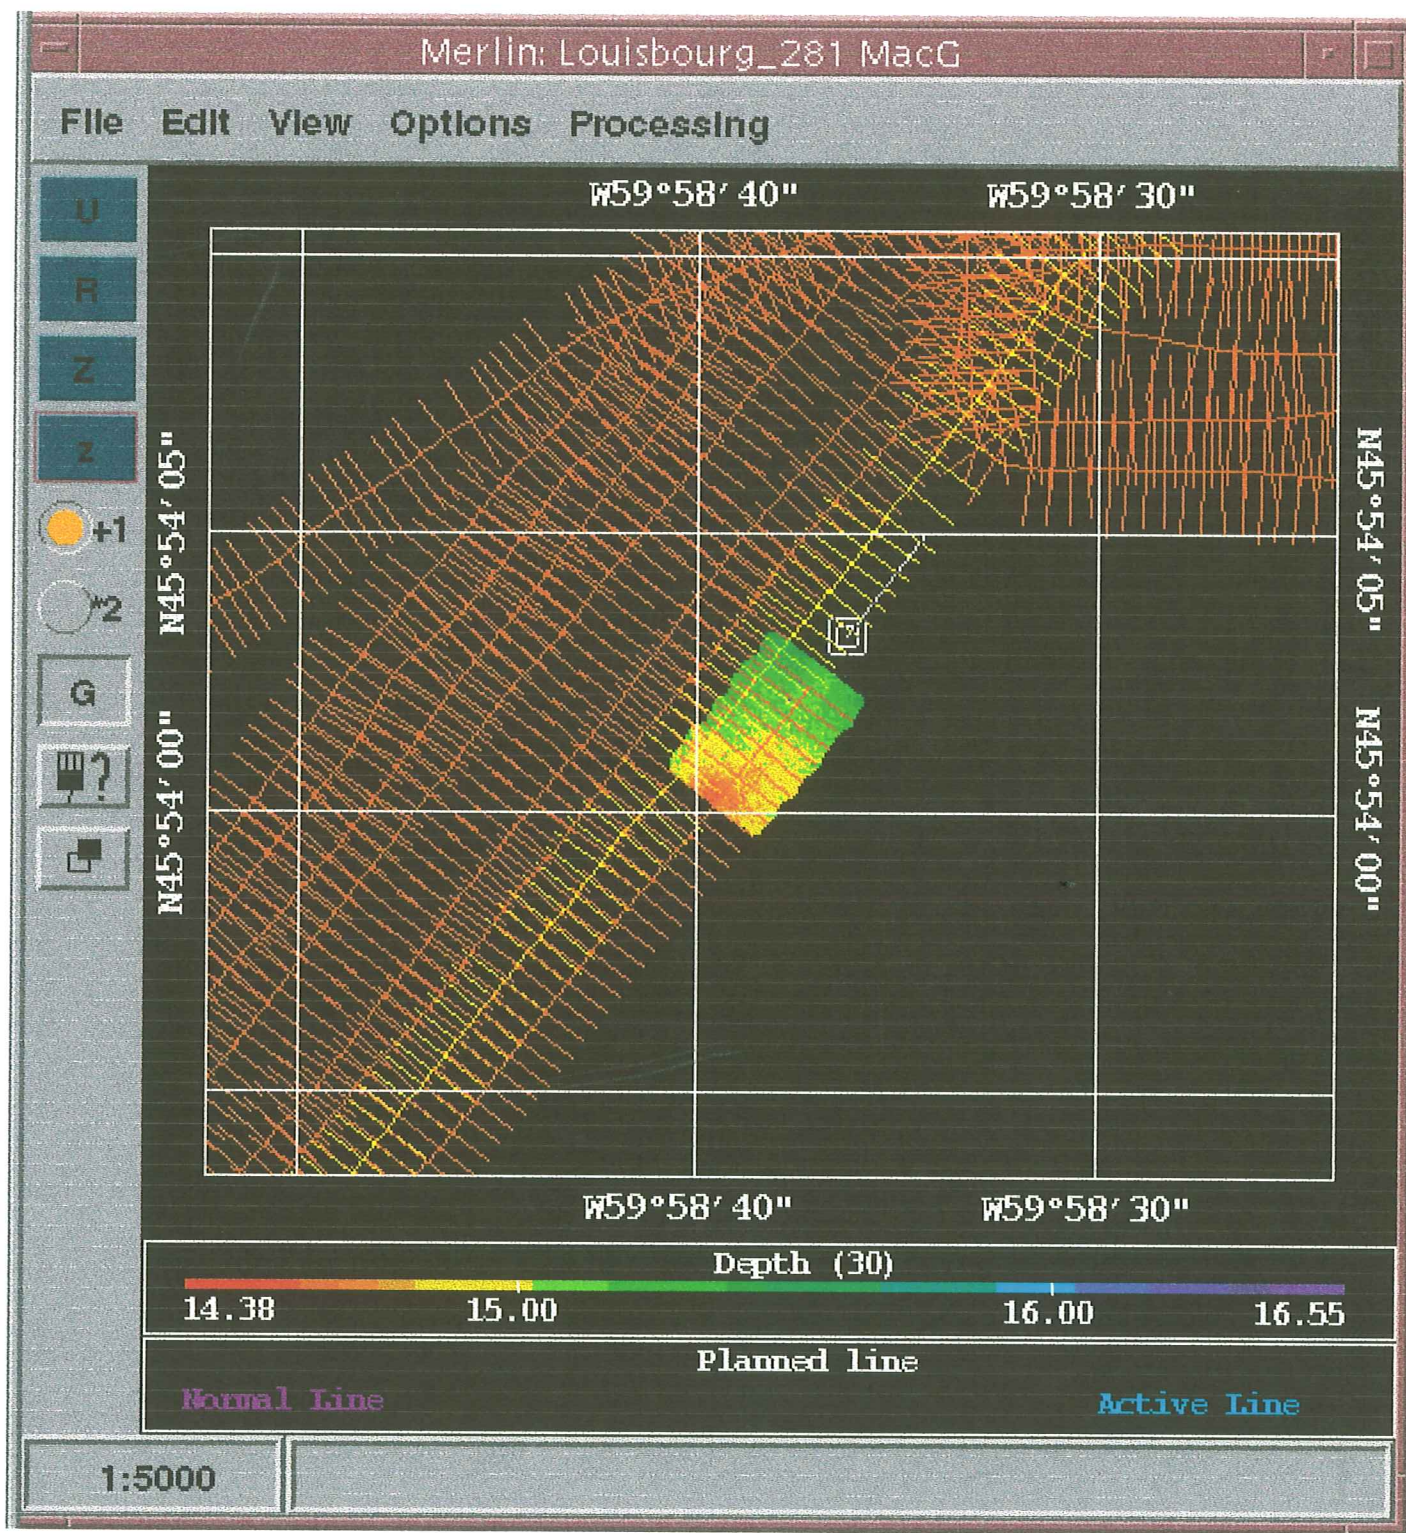 Merlin: Louisbourg_281 MacG
File Edit View Options Processing
U
R
Z
z
+1
*2
G
?
W59°58′40" W59°58′30"
N45°54′05"
N45°54′00"
N45°54′05"
N45°54′00"
?
W59°58′40" W59°58′30"
Depth (30)
14.38 15.00 16.00 16.55
Planned line
Normal Line Active Line
1:5000